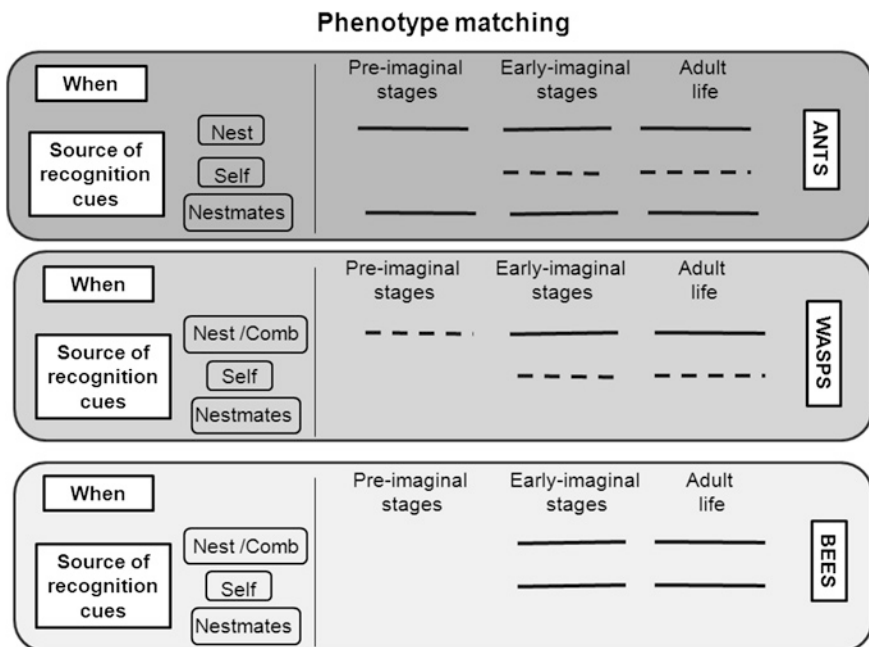 Phenotype matching
When
Pre-imaginal
stages
Early-imaginal
stages
Adult
life
Source of
recognition
cues
Nest
Self
Nestmates
ANTS
When
Pre-imaginal
stages
Early-imaginal
stages
Adult
life
Source of
recognition
cues
Nest /Comb
Self
Nestmates
WASPS
When
Pre-imaginal
stages
Early-imaginal
stages
Adult
life
Source of
recognition
cues
Nest /Comb
Self
Nestmates
BEES